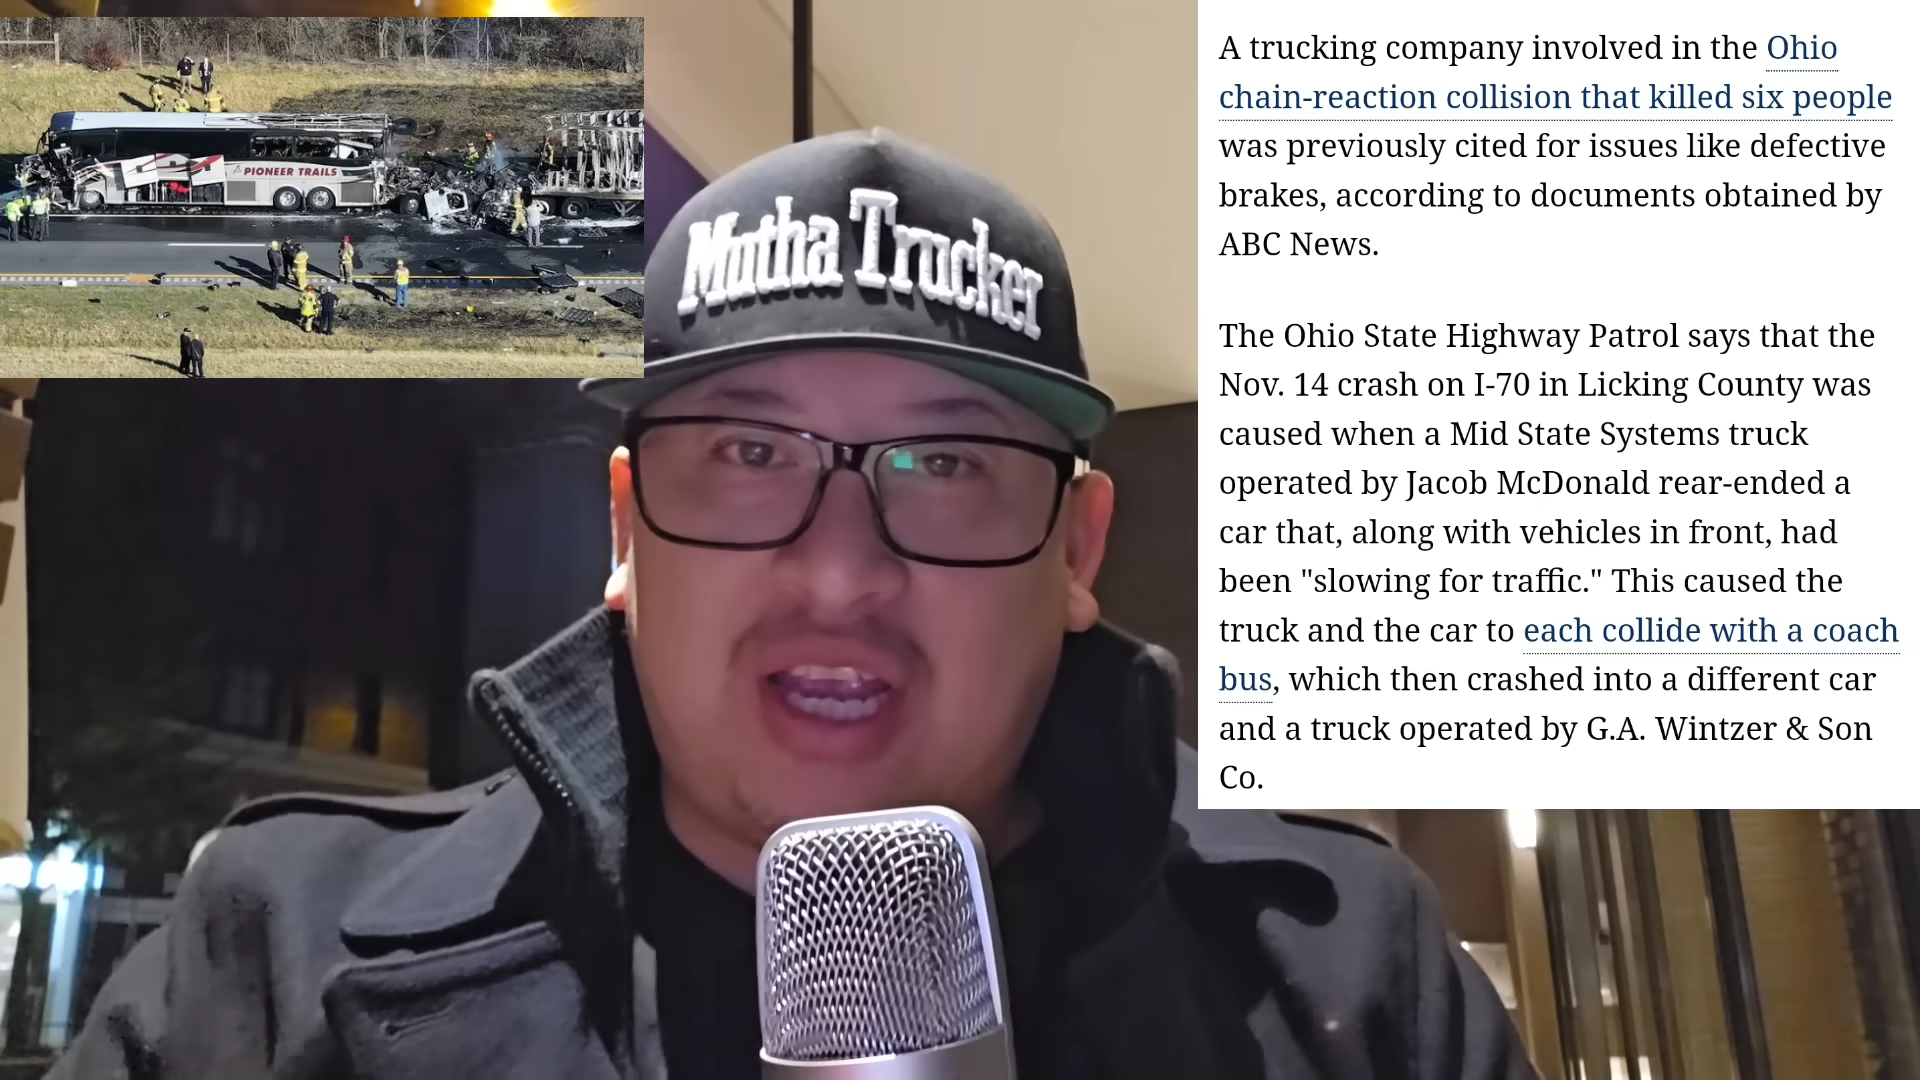 PIONEER TRAILS
Mutha Trucker
A trucking company involved in the Ohio
chain-reaction collision that killed six people
was previously cited for issues like defective
brakes, according to documents obtained by
ABC News.
The Ohio State Highway Patrol says that the
Nov. 14 crash on I-70 in Licking County was
caused when a Mid State Systems truck
operated by Jacob McDonald rear-ended a
car that, along with vehicles in front, had
been "slowing for traffic." This caused the
truck and the car to each collide with a coach
bus, which then crashed into a different car
and a truck operated by G.A. Wintzer & Son
Co.